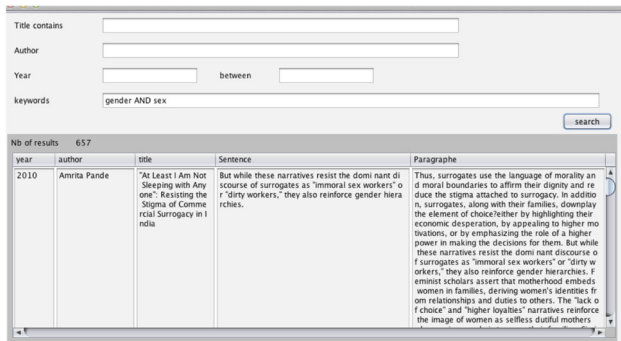 Title contains
Author
Year between
keywords gender AND sex
search
Nb of results 657
year author title Sentence Paragraphe
2010 Amrita Pande
"At Least I Am Not
Sleeping with Any
one": Resisting the
Stigma of Comme
rcial Surrogacy in I
ndia
But while these narratives resist the domi nant di
scourse of surrogates as "immoral sex workers" o
r "dirty workers," they also reinforce gender hiera
rchies.
Thus, surrogates use the language of morality an
d moral boundaries to affirm their dignity and re
duce the stigma attached to surrogacy. In additio
n, surrogates, along with their families, downplay
the element of choice?either by highlighting their
economic desperation, by appealing to higher mo
tivations, or by emphasizing the role of a higher
power in making the decisions for them. But while
these narratives resist the domi nant discourse o
f surrogates as "immoral sex workers" or "dirty w
orkers," they also reinforce gender hierarchies. F
eminist scholars assert that motherhood embeds
women in families, deriving women's identities fr
om relationships and duties to others. The "lack o
f choice" and "higher loyalties" narratives reinforce
the image of women as selfless dutiful mothers